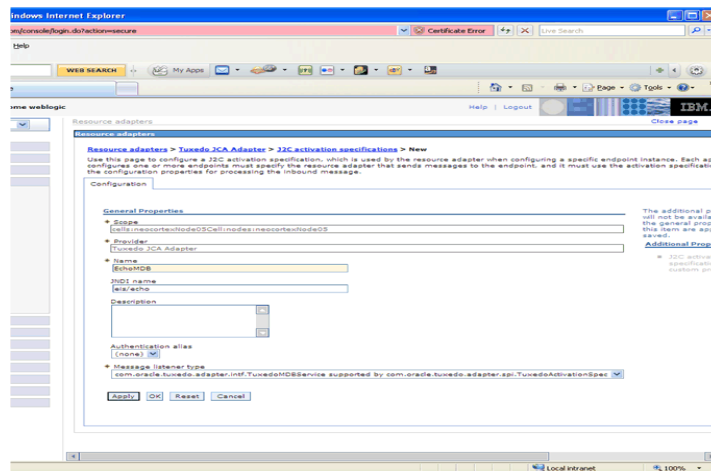 indows Internet Explorer
om/console/login.do?action=secure
Certificate Error
Live Search
Help
WEB SEARCH
My Apps
Page
Tools
ome weblogic
Help | Logout
IBM.
Resource adapters
Close page
Resource adapters
Resource adapters > Tuxedo JCA Adapter > J2C activation specifications > New
Use this page to configure a J2C activation specification, which is used by the resource adapter when configuring a specific endpoint instance. Each ap
configures one or more endpoints must specify the resource adapter that sends messages to the endpoint, and it must use the activation specificati
the configuration properties for processing the inbound message.
Configuration
General Properties
Scope
cells:neocortexNode05Cell:nodes:neocortexNode05
Provider
Tuxedo JCA Adapter
Name
EchoMDB
JNDI name
eis/echo
Description
Authentication alias
(none)
Message listener type
com.oracle.tuxedo.adapter.intf.TuxedoMDBService supported by com.oracle.tuxedo.adapter.spi.TuxedoActivationSpec
Apply OK Reset Cancel
The additional p
will not be availa
the general prop
this item are app
saved.
Additional Prop
J2C activa
specificati
custom pr
Local intranet
100%